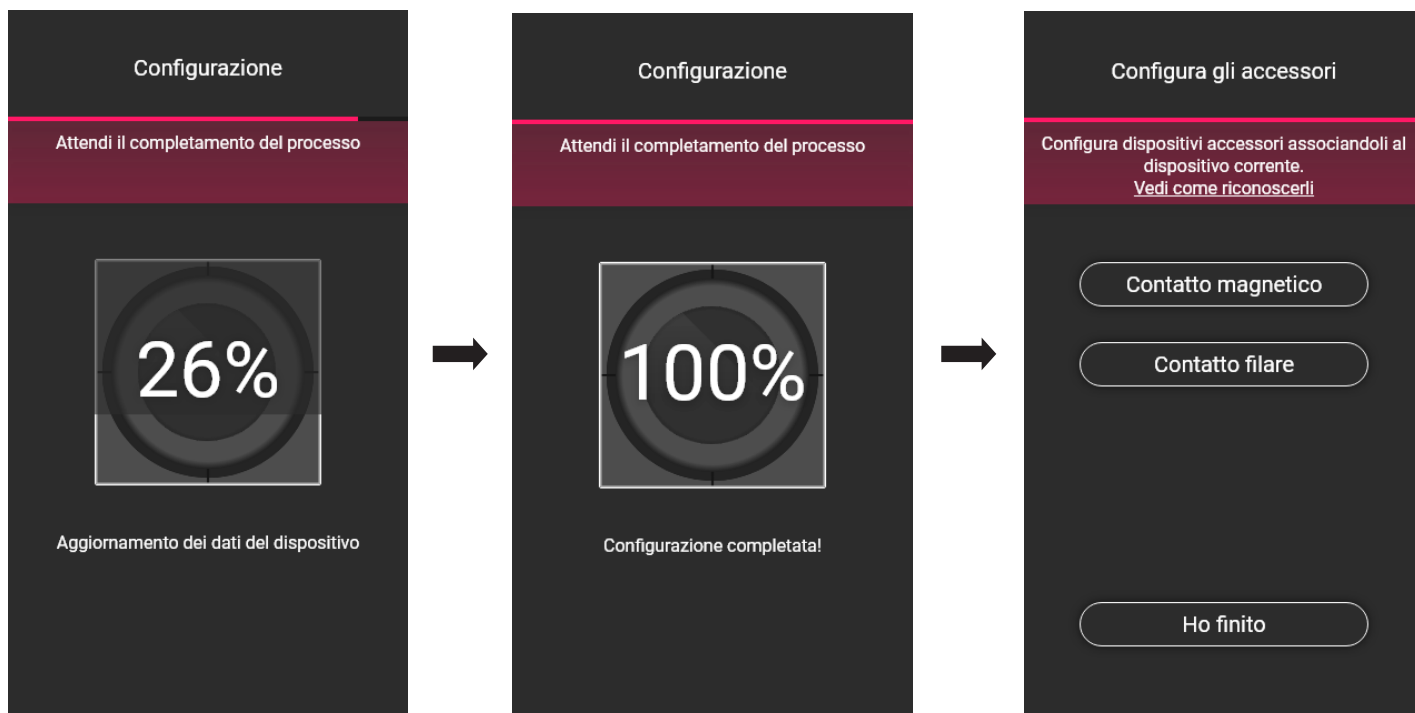 Configurazione
Attendi il completamento del processo
26%
Aggiornamento dei dati del dispositivo
Configurazione
Attendi il completamento del processo
100%
Configurazione completata!
Configura gli accessori
Configura dispositivi accessori associandoli al
dispositivo corrente.
Vedi come riconoscerli
Contatto magnetico
Contatto filare
Ho finito